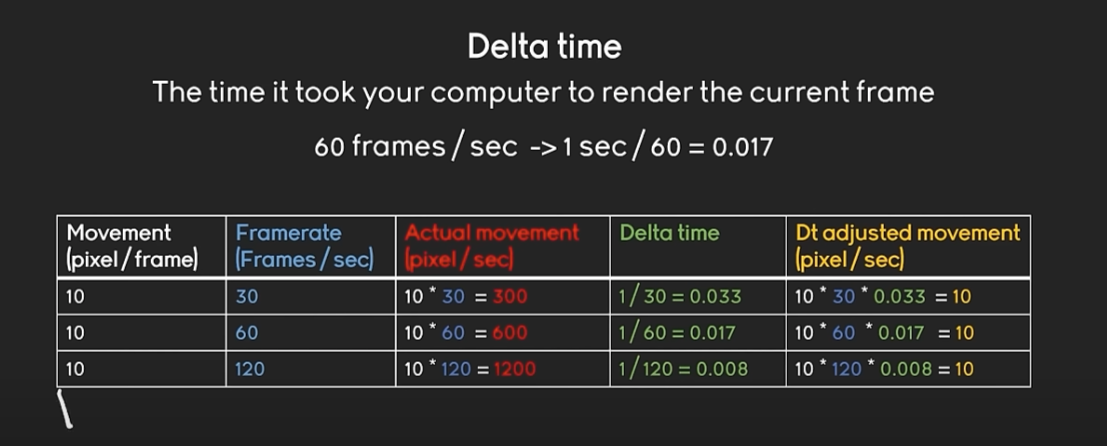 Delta time
The time it took your computer to render the current frame
60 frames / sec -> 1 sec / 60 = 0.017
Movement (pixel / frame) Framerate (Frames / sec) Actual movement (pixel / sec) Delta time Dt adjusted movement (pixel / sec)
10 30 10 * 30 = 300 1 / 30 = 0.033 10 * 30 * 0.033 = 10
10 60 10 * 60 = 600 1 / 60 = 0.017 10 * 60 * 0.017 = 10
10 120 10 * 120 = 1200 1 / 120 = 0.008 10 * 120 * 0.008 = 10